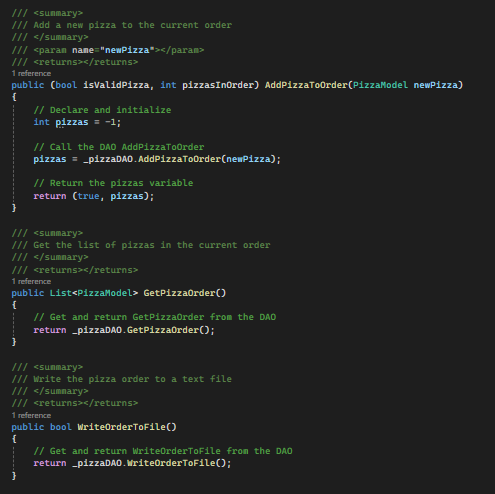 /// <summary>
/// Add a new pizza to the current order
/// </summary>
/// <param name="newPizza"></param>
/// <returns></returns>
1 reference
public (bool isValidPizza, int pizzasInOrder) AddPizzaToOrder(PizzaModel newPizza)
{
// Declare and initialize
int pizzas = -1;
// Call the DAO AddPizzaToOrder
pizzas = _pizzaDAO.AddPizzaToOrder(newPizza);
// Return the pizzas variable
return (true, pizzas);
}
/// <summary>
/// Get the list of pizzas in the current order
/// </summary>
/// <returns></returns>
1 reference
public List<PizzaModel> GetPizzaOrder()
{
// Get and return GetPizzaOrder from the DAO
return _pizzaDAO.GetPizzaOrder();
}
/// <summary>
/// Write the pizza order to a text file
/// </summary>
/// <returns></returns>
1 reference
public bool WriteOrderToFile()
{
// Get and return WriteOrderToFile from the DAO
return _pizzaDAO.WriteOrderToFile();
}